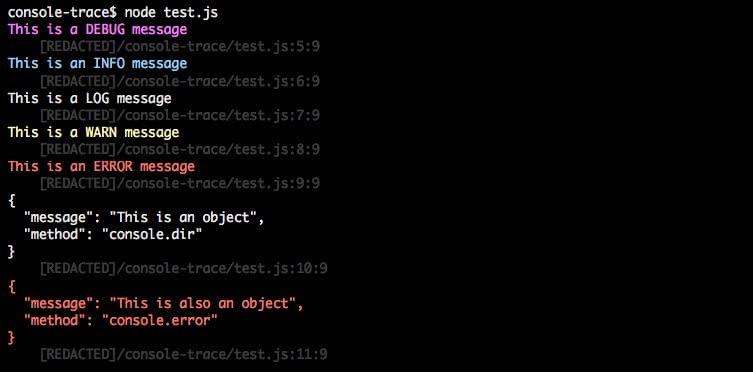 console-trace$ node test.js
This is a DEBUG message
[REDACTED]/console-trace/test.js:5:9
This is an INFO message
[REDACTED]/console-trace/test.js:6:9
This is a LOG message
[REDACTED]/console-trace/test.js:7:9
This is a WARN message
[REDACTED]/console-trace/test.js:8:9
This is an ERROR message
[REDACTED]/console-trace/test.js:9:9
{
  "message": "This is an object",
  "method": "console.dir"
}
[REDACTED]/console-trace/test.js:10:9
{
  "message": "This is also an object",
  "method": "console.error"
}
[REDACTED]/console-trace/test.js:11:9